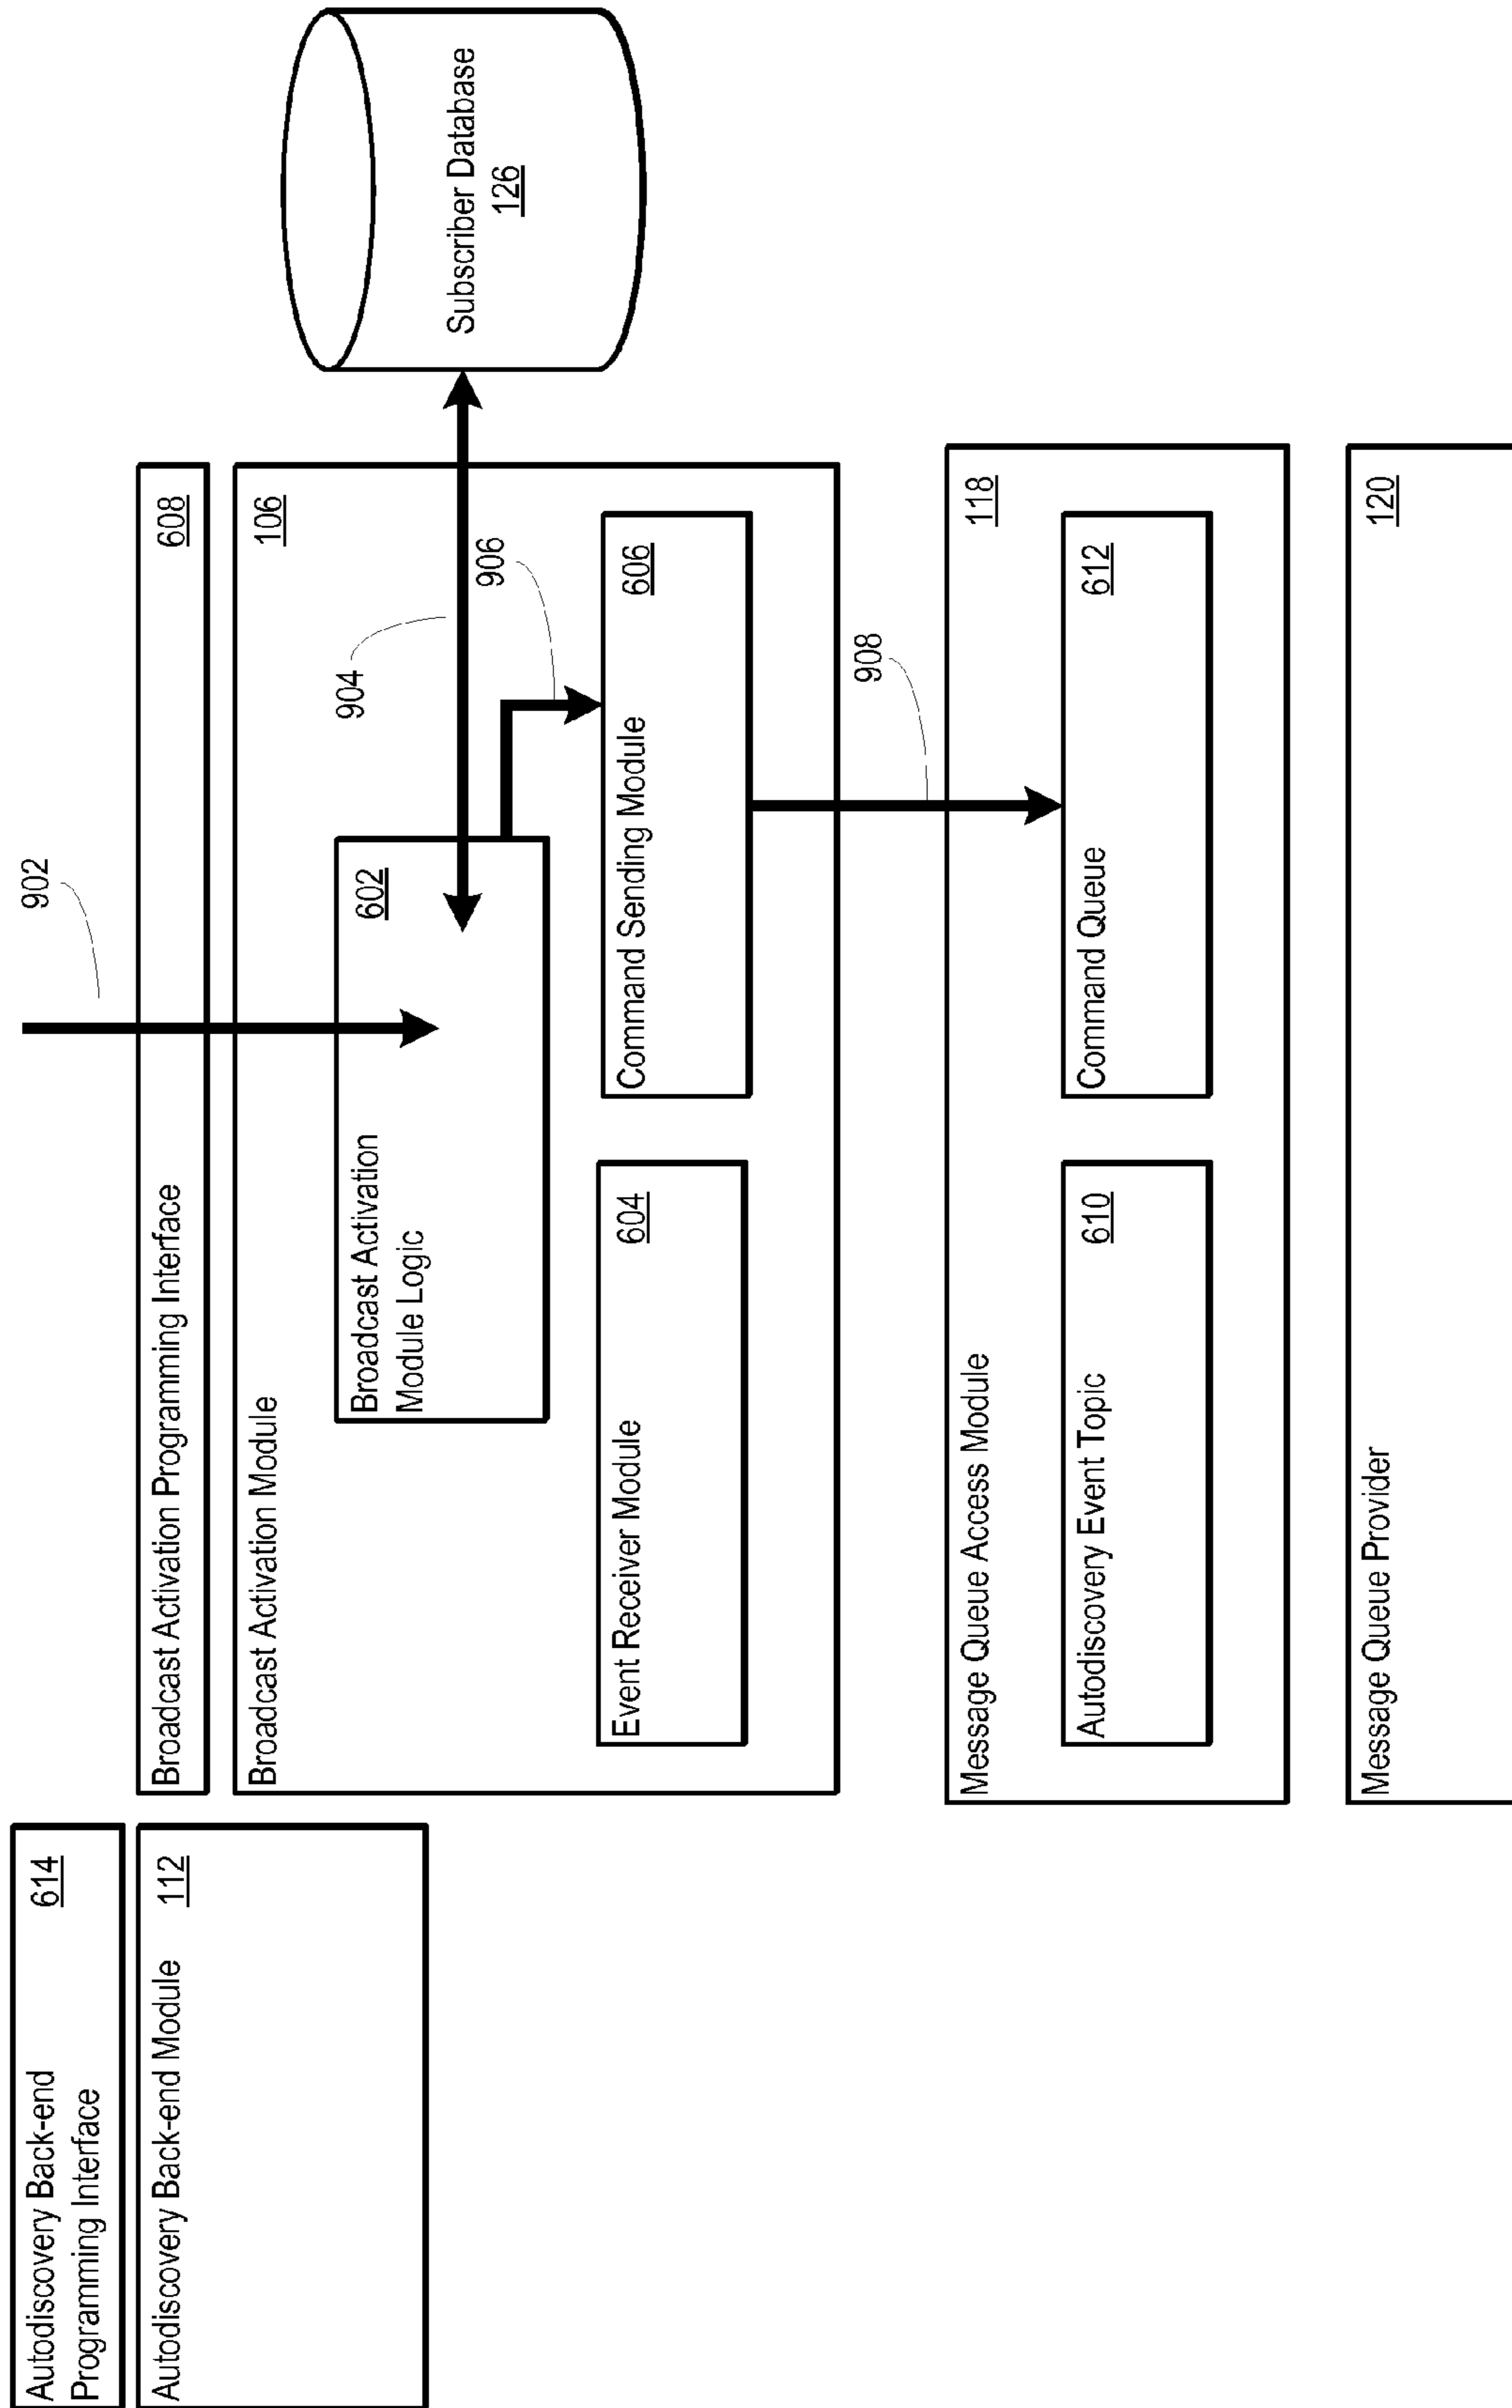 Autodiscovery Back-end
Programming Interface
614
Autodiscovery Back-end Module
112
902
Broadcast Activation Programming Interface
608
Broadcast Activation Module
106
Broadcast Activation
Module Logic
602
904
906
Subscriber Database
126
Event Receiver Module
604
Command Sending Module
606
908
Message Queue Access Module
118
Autodiscovery Event Topic
610
Command Queue
612
Message Queue Provider
120